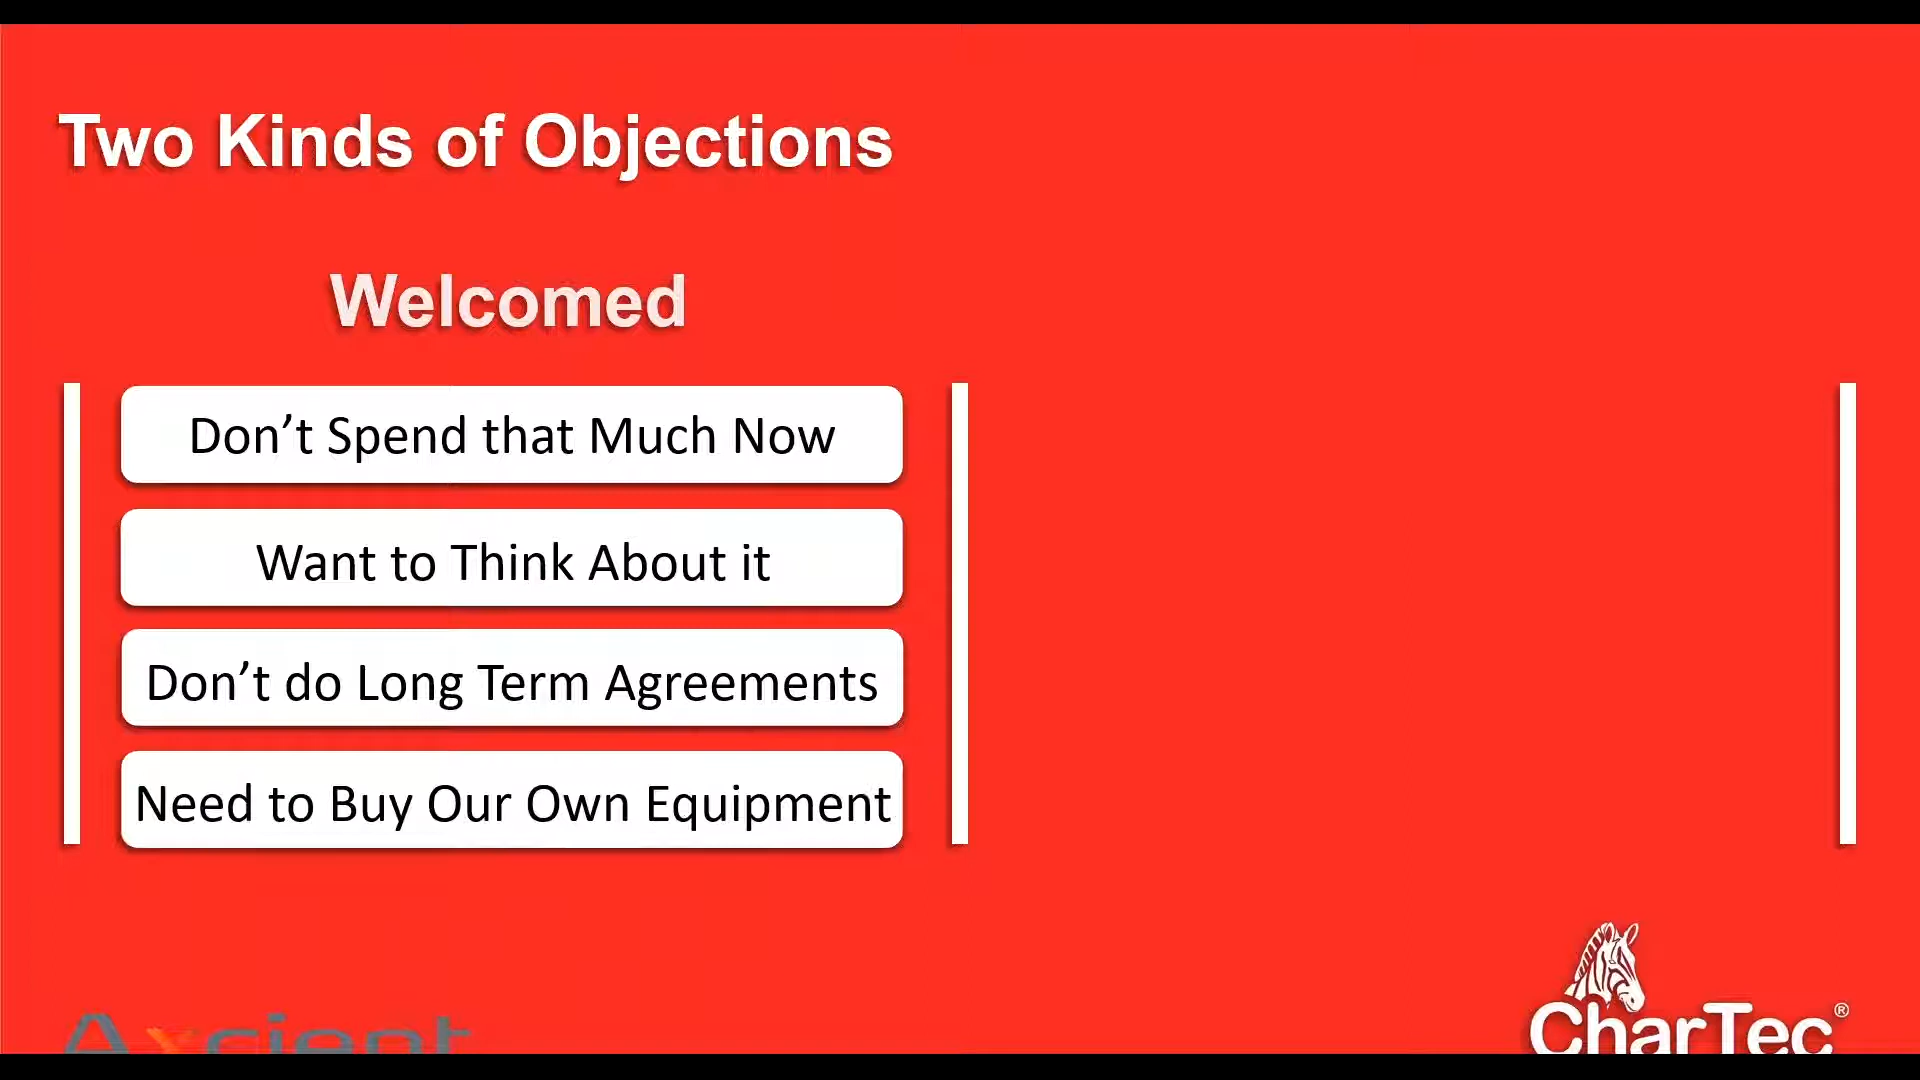 Two Kinds of Objections
Welcomed
Don’t Spend that Much Now
Want to Think About it
Don’t do Long Term Agreements
Need to Buy Our Own Equipment
Axcient
CharTec®